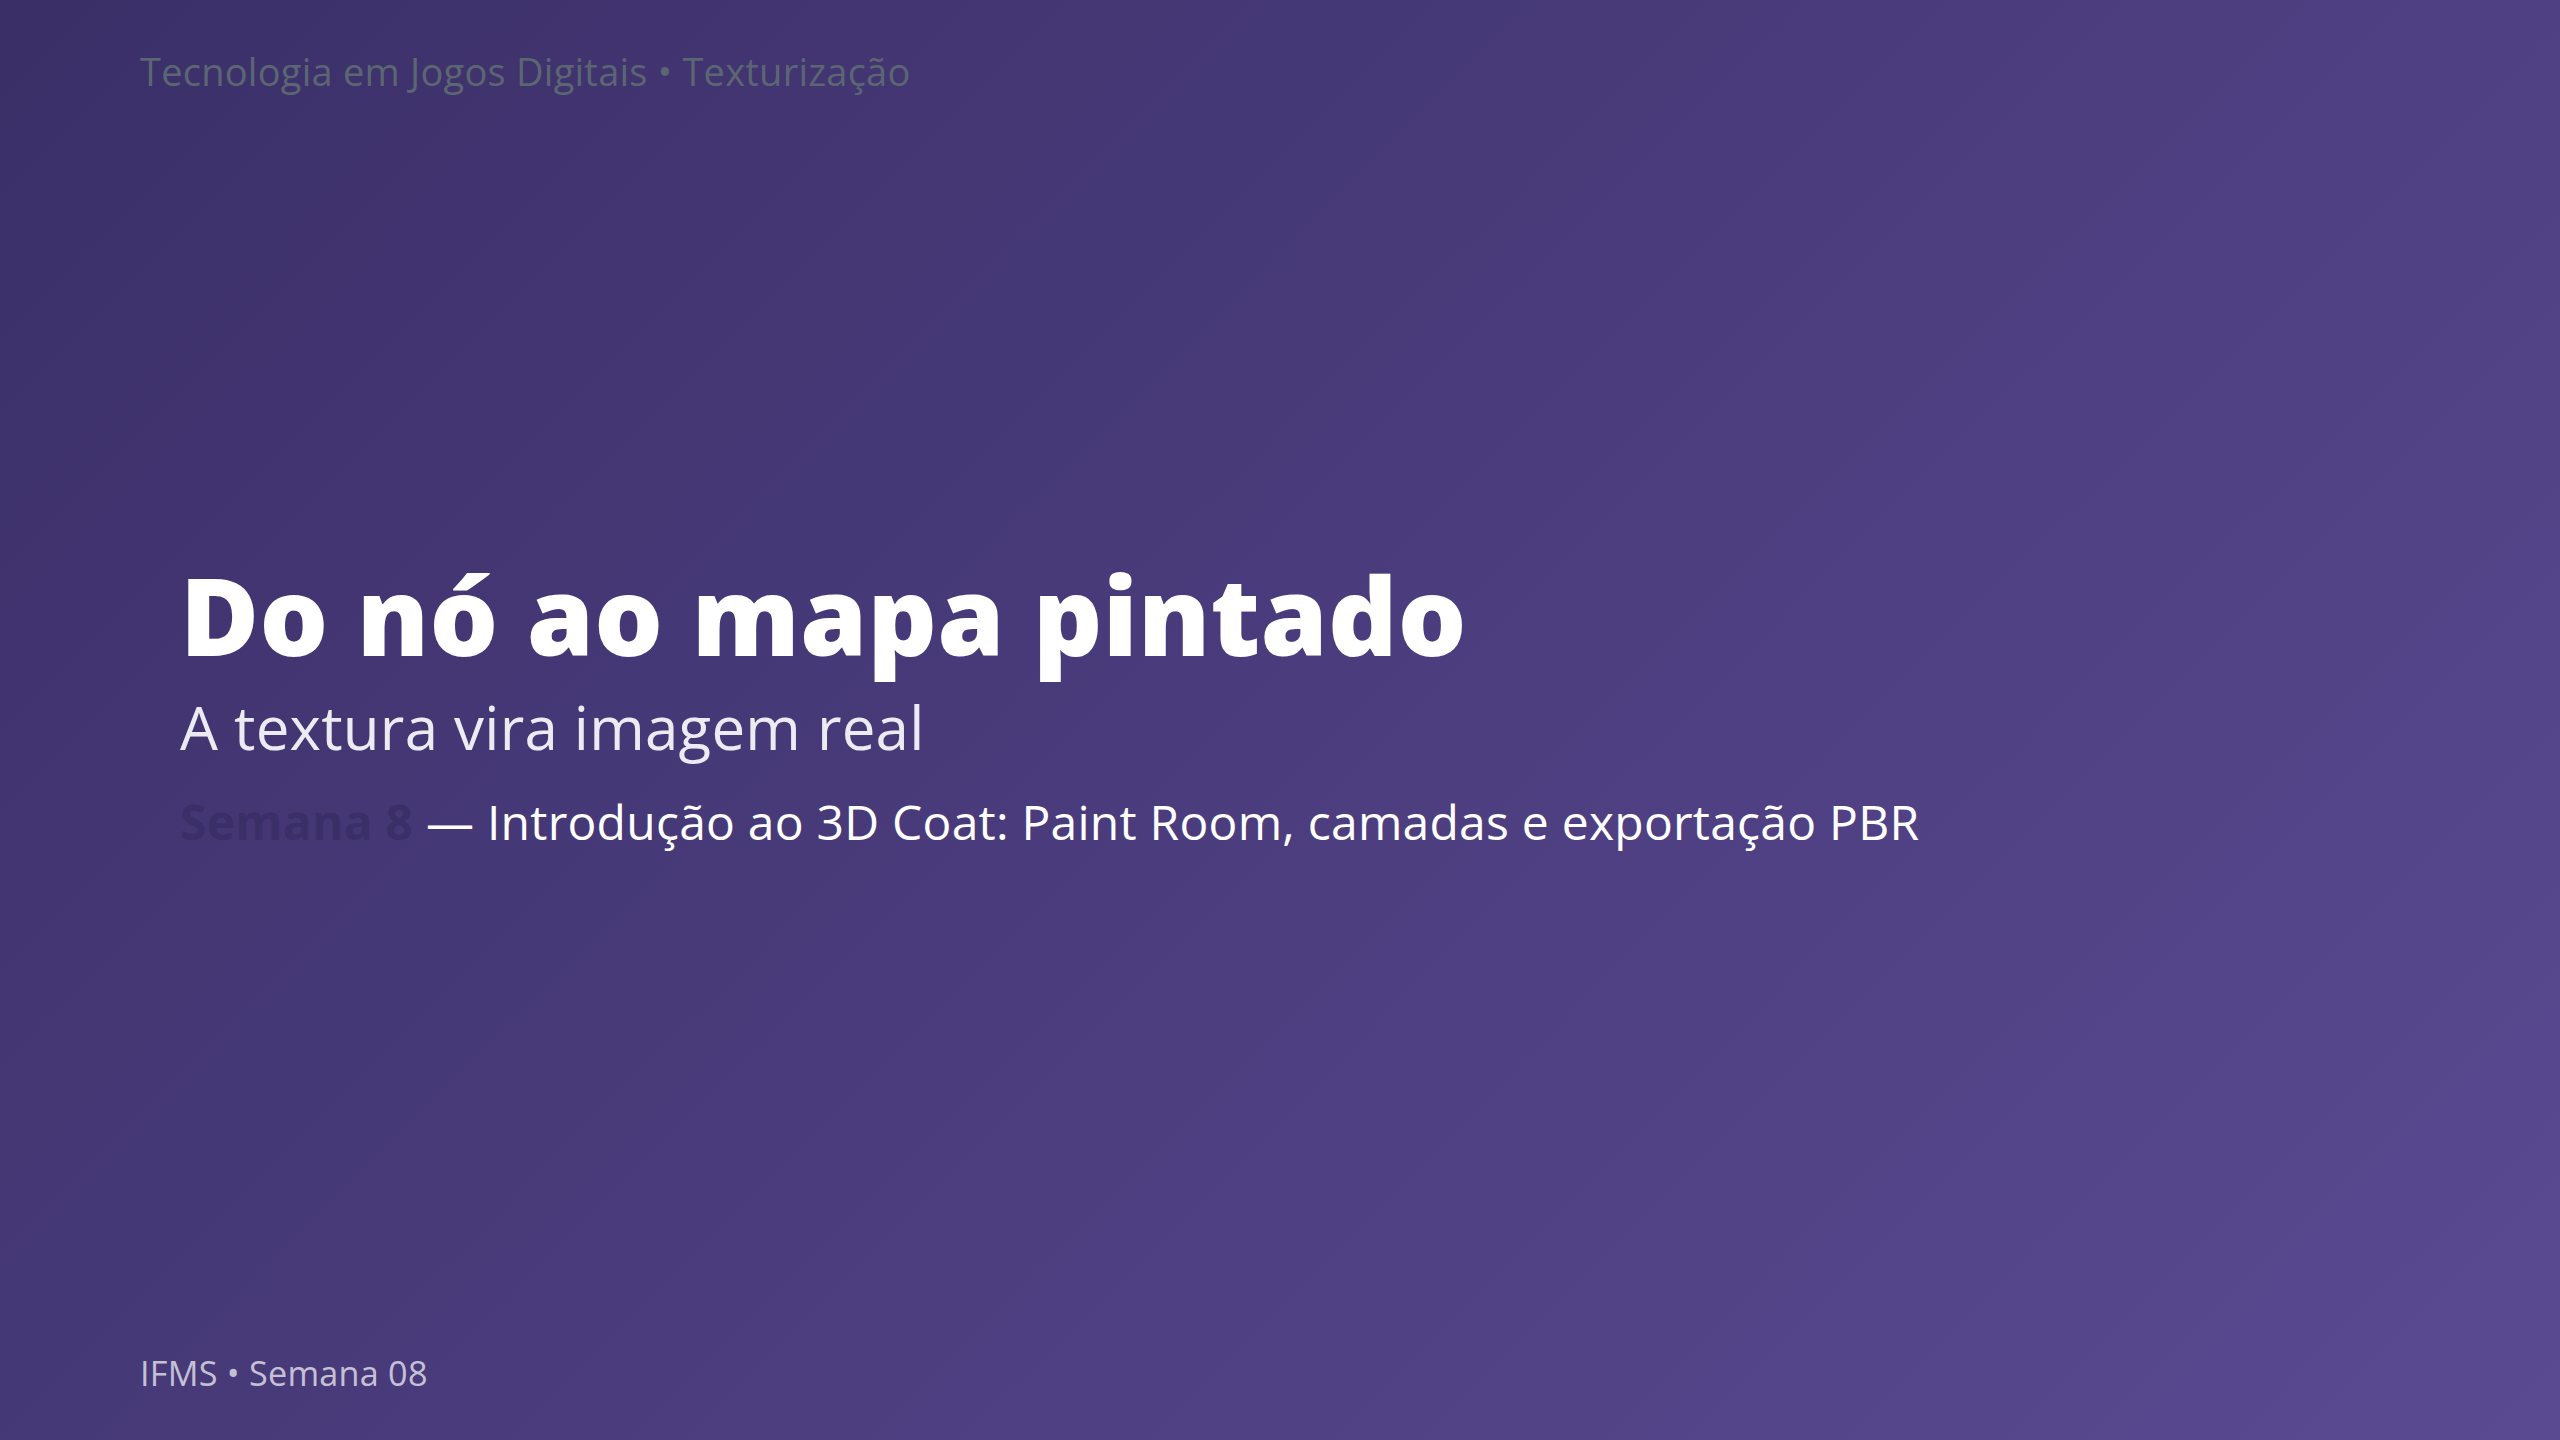 Tecnologia em Jogos Digitais • Texturização
Do nó ao mapa pintado
A textura vira imagem real
Semana 8 — Introdução ao 3D Coat: Paint Room, camadas e exportação PBR
IFMS • Semana 08